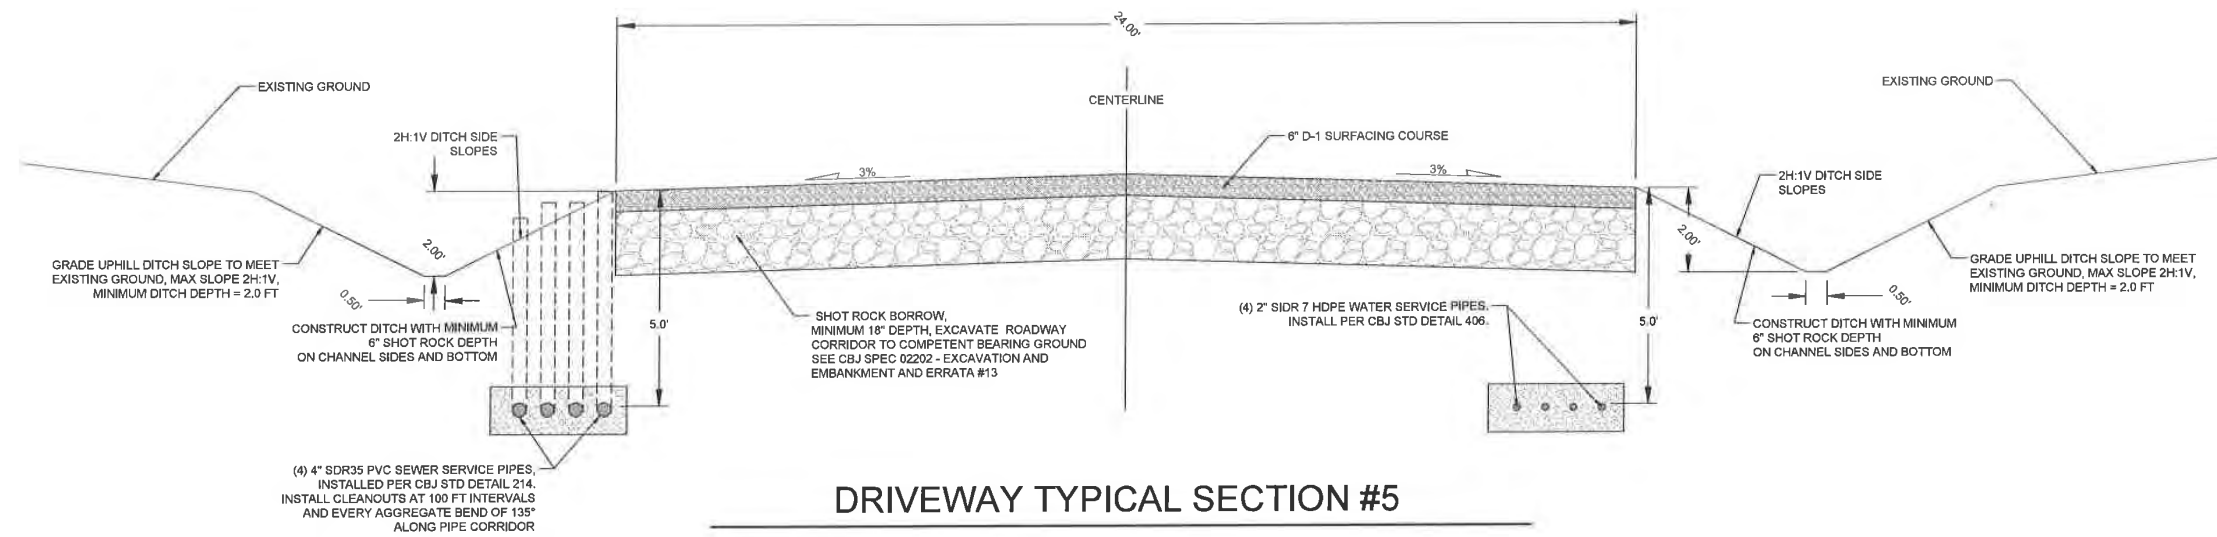 24.00'
EXISTING GROUND
EXISTING GROUND
CENTERLINE
2H:1V DITCH SIDE
SLOPES
6" D-1 SURFACING COURSE
3%
3%
2H:1V DITCH SIDE
SLOPES
2.00'
2.00'
GRADE UPHILL DITCH SLOPE TO MEET
EXISTING GROUND, MAX SLOPE 2H:1V,
MINIMUM DITCH DEPTH = 2.0 FT
GRADE UPHILL DITCH SLOPE TO MEET
EXISTING GROUND, MAX SLOPE 2H:1V,
MINIMUM DITCH DEPTH = 2.0 FT
0.50'
0.50'
CONSTRUCT DITCH WITH MINIMUM
6" SHOT ROCK DEPTH
ON CHANNEL SIDES AND BOTTOM
5.0'
SHOT ROCK BORROW,
MINIMUM 18" DEPTH, EXCAVATE ROADWAY
CORRIDOR TO COMPETENT BEARING GROUND
SEE CBJ SPEC 02202 - EXCAVATION AND
EMBANKMENT AND ERRATA #13
(4) 2" SIDR 7 HDPE WATER SERVICE PIPES.
INSTALL PER CBJ STD DETAIL 406.
5.0'
CONSTRUCT DITCH WITH MINIMUM
6" SHOT ROCK DEPTH
ON CHANNEL SIDES AND BOTTOM
(4) 4" SDR35 PVC SEWER SERVICE PIPES,
INSTALLED PER CBJ STD DETAIL 214.
INSTALL CLEANOUTS AT 100 FT INTERVALS
AND EVERY AGGREGATE BEND OF 135°
ALONG PIPE CORRIDOR
DRIVEWAY TYPICAL SECTION #5